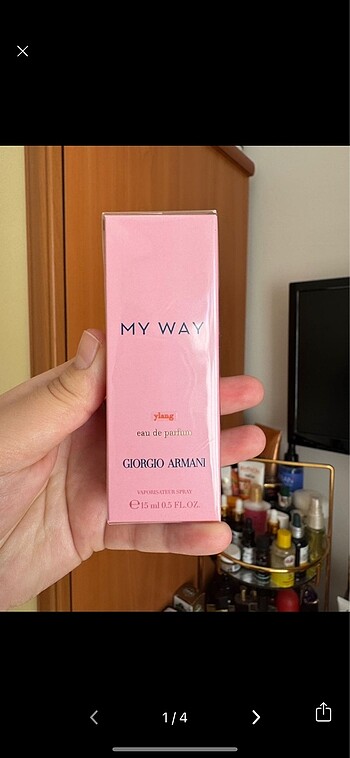 MY WAY
ylang
eau de parfum
GIORGIO ARMANI
VAPORISATEUR SPRAY
℮15 ml 0.5 FL.OZ.
1/4